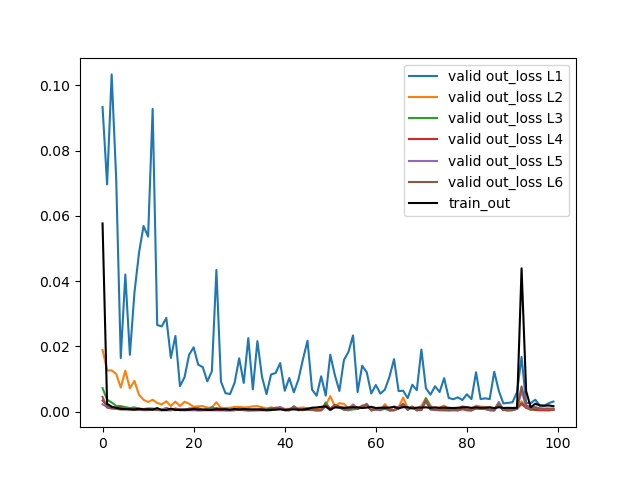 0.10
0.08
0.06
0.04
0.02
0.00
0 20 40 60 80 100
valid out_loss L1
valid out_loss L2
valid out_loss L3
valid out_loss L4
valid out_loss L5
valid out_loss L6
train_out